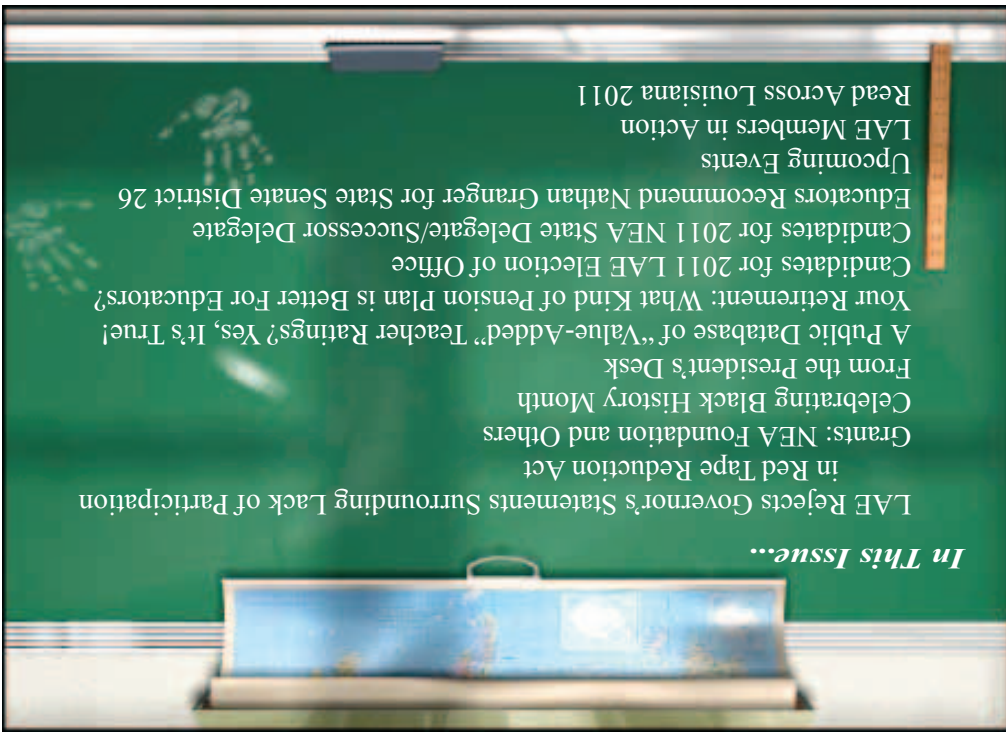 In This Issue...
LAE Rejects Governor's Statements Surrounding Lack of Participation
in Red Tape Reduction Act
Grants: NEA Foundation and Others
Celebrating Black History Month
From the President's Desk
A Public Database of “Value-Added” Teacher Ratings? Yes, It's True!
Your Retirement: What Kind of Pension Plan is Better For Educators?
Candidates for 2011 LAE Election of Office
Candidates for 2011 NEA State Delegate/Successor Delegate
Educators Recommend Nathan Granger for State Senate District 26
Upcoming Events
LAE Members in Action
Read Across Louisiana 2011